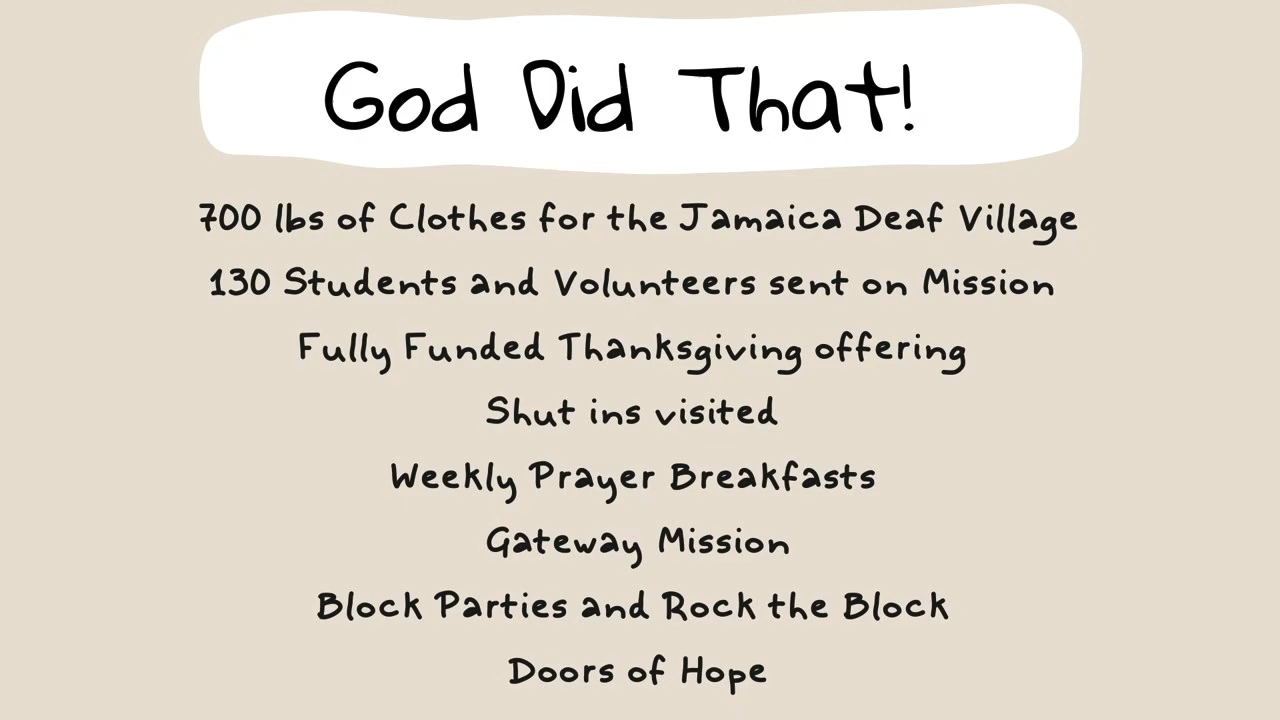 God Did That!
700 lbs of Clothes for the Jamaica Deaf Village
130 Students and Volunteers sent on Mission
Fully Funded Thanksgiving offering
Shut ins visited
Weekly Prayer Breakfasts
Gateway Mission
Block Parties and Rock the Block
Doors of Hope